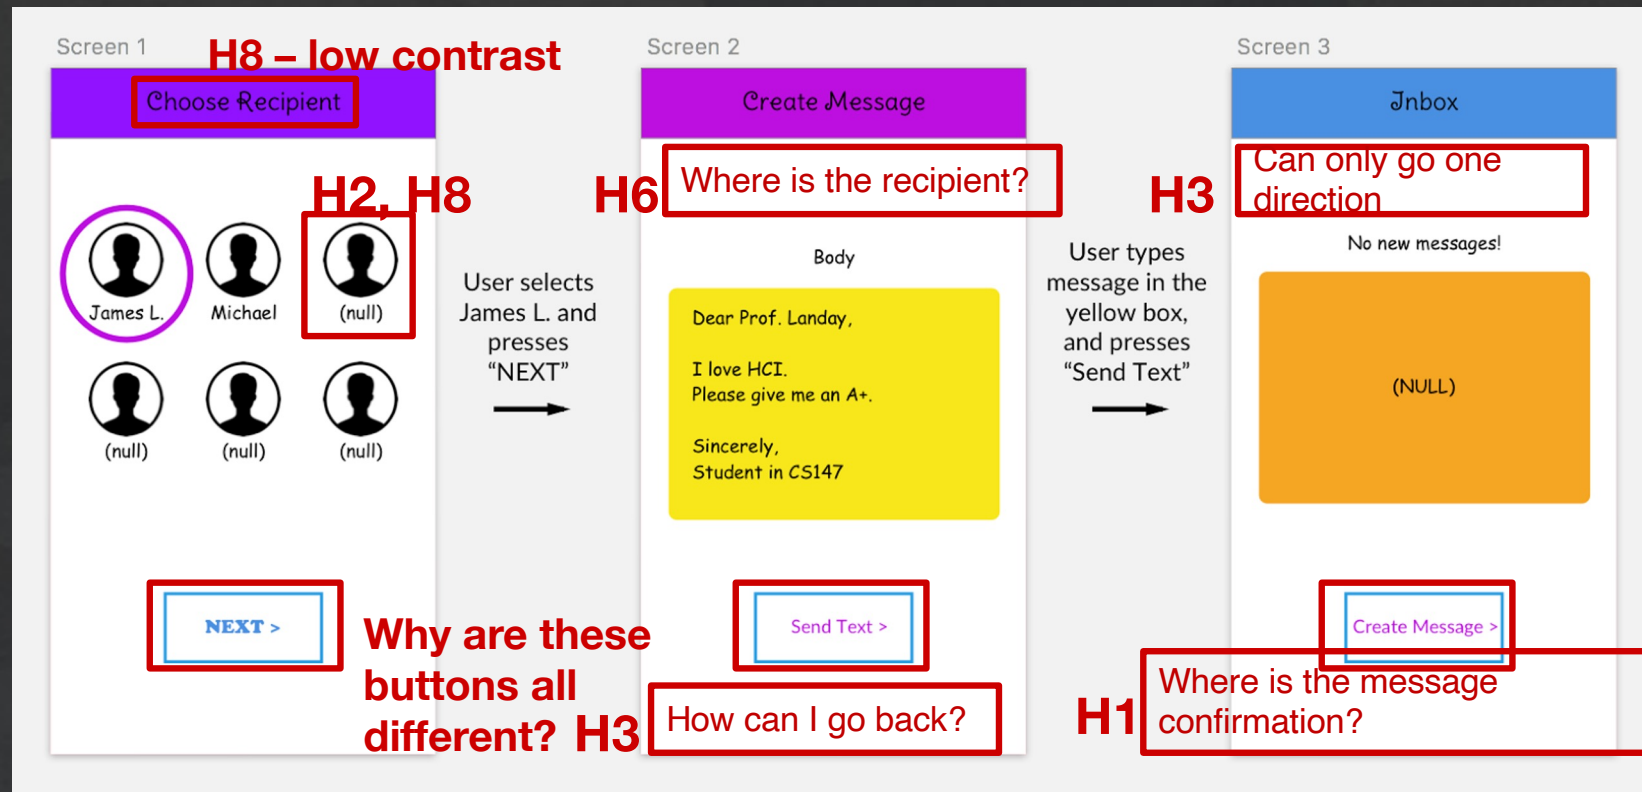 Screen 1
H8 – low contrast
Choose Recipient
H2, H8
James L.
Michael
(null)
(null)
(null)
(null)
NEXT >
Why are these
buttons all
different?
User selects
James L. and
presses
“NEXT”
Screen 2
Create Message
H6
Where is the recipient?
Body
Dear Prof. Landay,
I love HCI.
Please give me an A+.
Sincerely,
Student in CS147
Send Text >
H3
How can I go back?
User types
message in the
yellow box,
and presses
“Send Text”
Screen 3
Inbox
H3
Can only go one
direction
No new messages!
(NULL)
Create Message >
H1
Where is the message
confirmation?